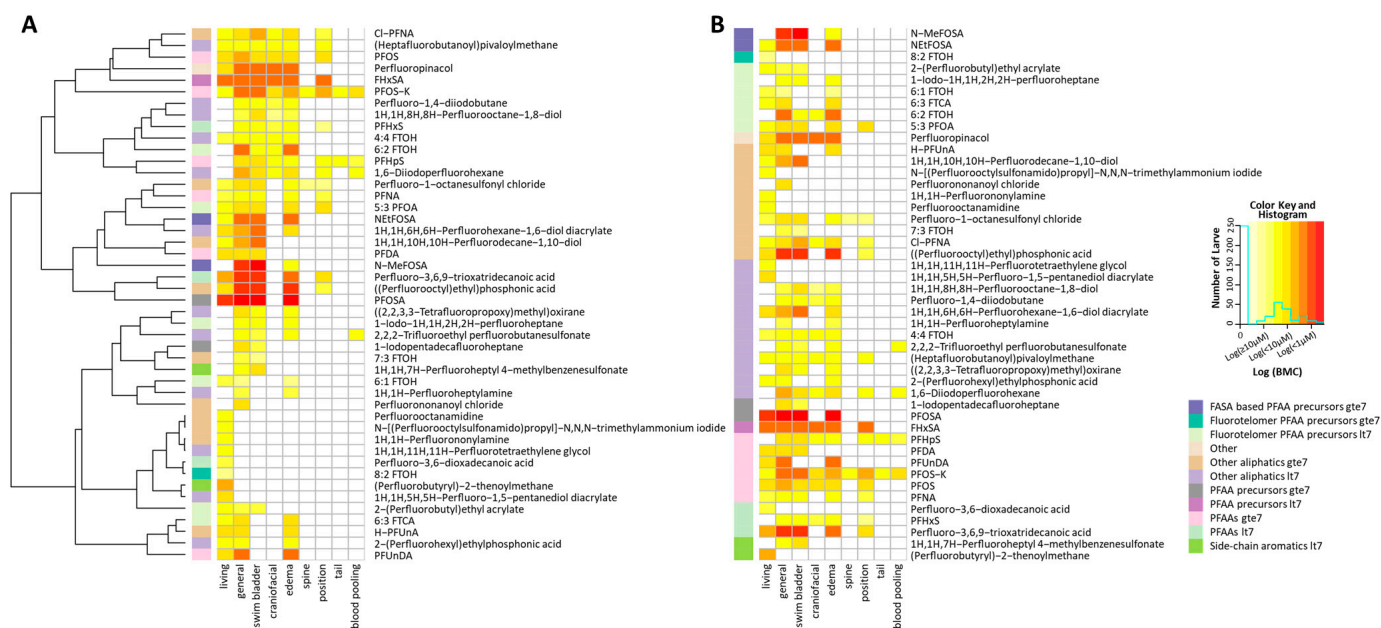 A
Cl−PFNA
(Heptafluorobutanoyl)pivaloylmethane
PFOS
Perfluoropinacol
FHxSA
PFOS−K
Perfluoro−1,4−diiodobutane
1H,1H,8H,8H−Perfluorooctane−1,8−diol
PFHxS
4:4 FTOH
6:2 FTOH
PFHpS
1,6−Diiodoperfluorohexane
Perfluoro−1−octanesulfonyl chloride
PFNA
5:3 PFOA
NEtFOSA
1H,1H,6H,6H−Perfluorohexane−1,6−diol diacrylate
1H,1H,10H,10H−Perfluorodecane−1,10−diol
PFDA
N−MeFOSA
Perfluoro−3,6,9−trioxatridecanoic acid
((Perfluorooctyl)ethyl)phosphonic acid
PFOSA
((2,2,3,3−Tetrafluoropropoxy)methyl)oxirane
1−Iodo−1H,1H,2H,2H−perfluoroheptane
2,2,2−Trifluoroethyl perfluorobutanesulfonate
1−Iodopentadecafluoroheptane
7:3 FTOH
1H,1H,7H−Perfluoroheptyl 4−methylbenzenesulfonate
6:1 FTOH
1H,1H−Perfluoroheptylamine
Perfluorononanoyl chloride
Perfluorooctanamidine
N−[(Perfluorooctylsulfonamido)propyl]−N,N,N−trimethylammonium iodide
1H,1H−Perfluorononylamine
1H,1H,11H,11H−Perfluorotetraethylene glycol
Perfluoro−3,6−dioxadecanoic acid
8:2 FTOH
(Perfluorobutyryl)−2−thenoylmethane
1H,1H,5H,5H−Perfluoro−1,5−pentanediol diacrylate
2−(Perfluorobutyl)ethyl acrylate
6:3 FTCA
H−PFUnA
2−(Perfluorohexyl)ethylphosphonic acid
PFUnDA
living
general
swim bladder
craniofacial
edema
spine
position
tail
blood pooling
B
N−MeFOSA
NEtFOSA
8:2 FTOH
2−(Perfluorobutyl)ethyl acrylate
1−Iodo−1H,1H,2H,2H−perfluoroheptane
6:1 FTOH
6:3 FTCA
6:2 FTOH
5:3 PFOA
Perfluoropinacol
H−PFUnA
1H,1H,10H,10H−Perfluorodecane−1,10−diol
N−[(Perfluorooctylsulfonamido)propyl]−N,N,N−trimethylammonium iodide
Perfluorononanoyl chloride
1H,1H−Perfluorononylamine
Perfluorooctanamidine
Perfluoro−1−octanesulfonyl chloride
7:3 FTOH
Cl−PFNA
((Perfluorooctyl)ethyl)phosphonic acid
1H,1H,11H,11H−Perfluorotetraethylene glycol
1H,1H,5H,5H−Perfluoro−1,5−pentanediol diacrylate
1H,1H,8H,8H−Perfluorooctane−1,8−diol
Perfluoro−1,4−diiodobutane
1H,1H,6H,6H−Perfluorohexane−1,6−diol diacrylate
1H,1H−Perfluoroheptylamine
4:4 FTOH
2,2,2−Trifluoroethyl perfluorobutanesulfonate
(Heptafluorobutanoyl)pivaloylmethane
((2,2,3,3−Tetrafluoropropoxy)methyl)oxirane
2−(Perfluorohexyl)ethylphosphonic acid
1,6−Diiodoperfluorohexane
1−Iodopentadecafluoroheptane
PFOSA
FHxSA
PFHpS
PFDA
PFUnDA
PFOS−K
PFOS
PFNA
Perfluoro−3,6−dioxadecanoic acid
PFHxS
Perfluoro−3,6,9−trioxatridecanoic acid
1H,1H,7H−Perfluoroheptyl 4−methylbenzenesulfonate
(Perfluorobutyryl)−2−thenoylmethane
living
general
swim bladder
craniofacial
edema
spine
position
tail
blood pooling
Color Key and
Histogram
Number of Larve
0 50 100 150 200 250
0
Log(≥10µM)
Log(<10µM)
Log(<1µM)
Log (BMC)
FASA based PFAA precursors gte7
Flurotelomer PFAA precursors gte7
Fluorotelomer PFAA precursors lt7
Other
Other aliphatics gte7
Other aliphatics lt7
PFAA precursors gte7
PFAA precursors lt7
PFAAs gte7
PFAAs lt7
Side-chain aromatics lt7